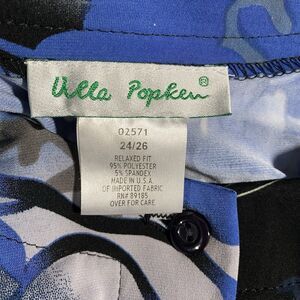 Ulla Popken®
02571
24/26
RELAXED FIT
95% POLYESTER
5% SPANDEX
MADE IN U.S.A.
OF IMPORTED FABRIC
RN# 89185
OVER FOR CARE